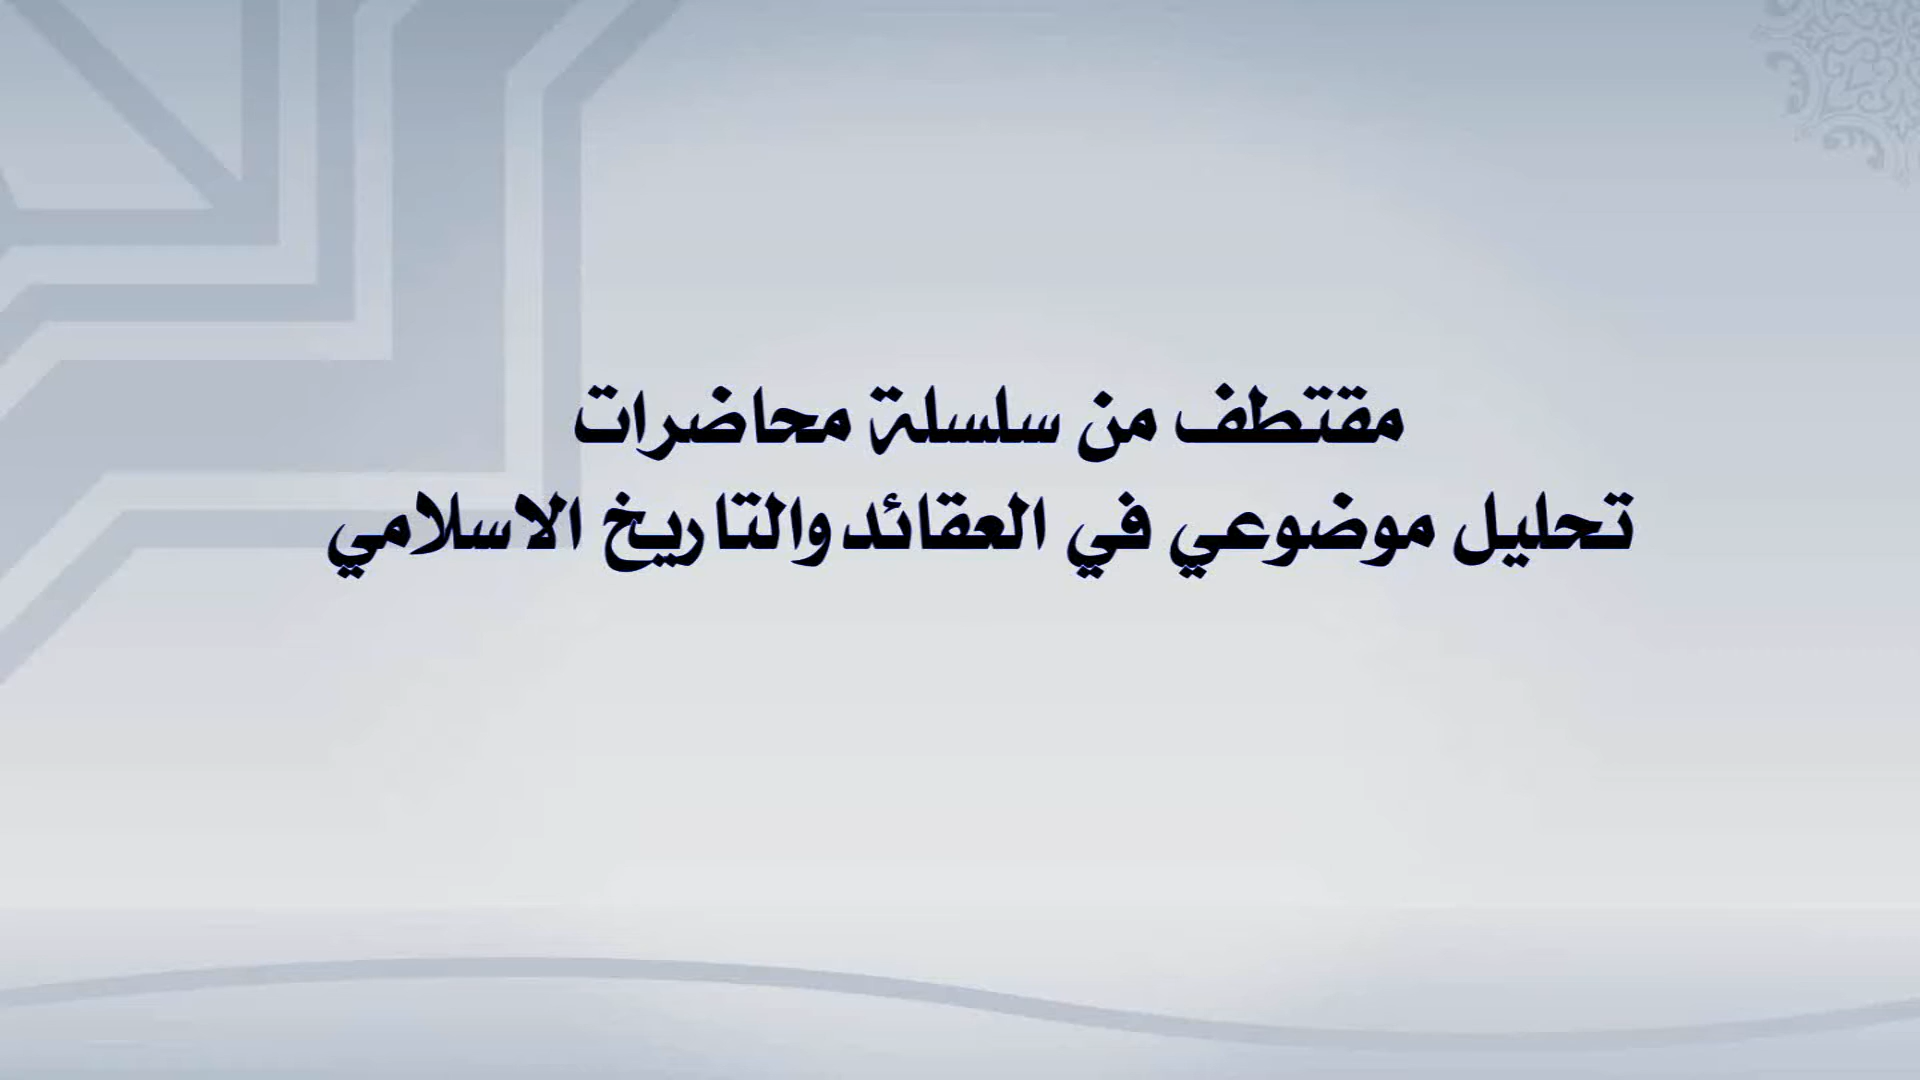 مقتطف من سلسلة محاضرات
تحليل موضوعي في العقائد والتاريخ الاسلامي